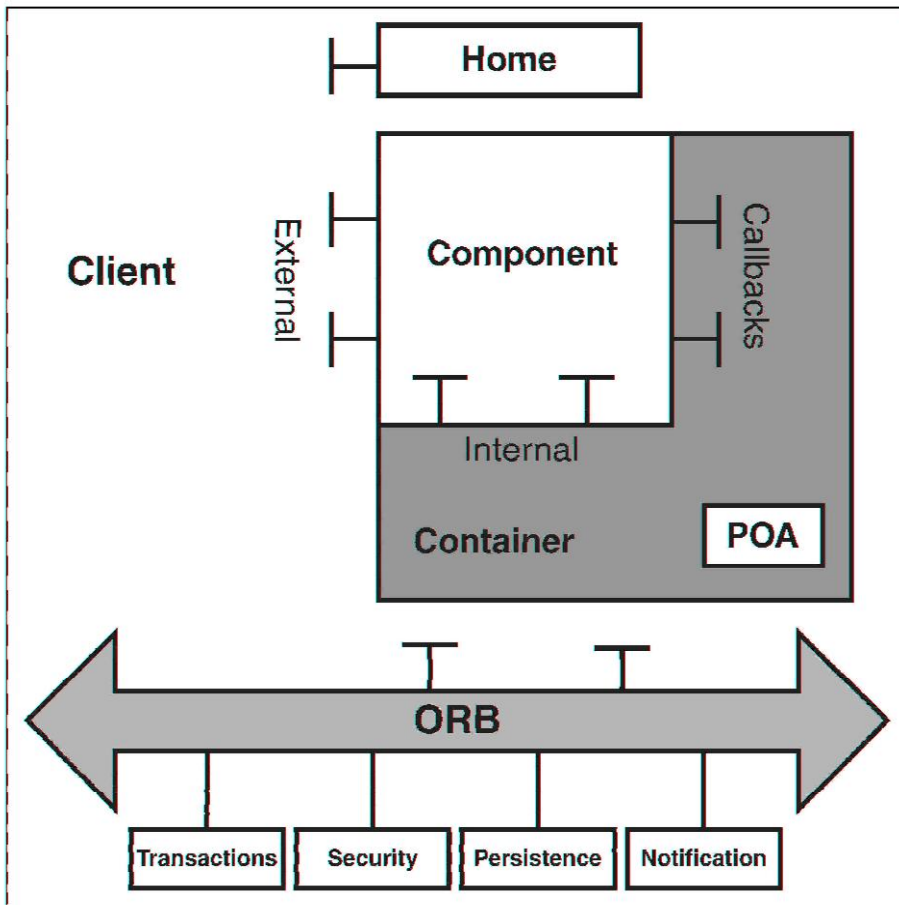 Home
Client
External
Component
Callbacks
Internal
Container
POA
ORB
Transactions
Security
Persistence
Notification